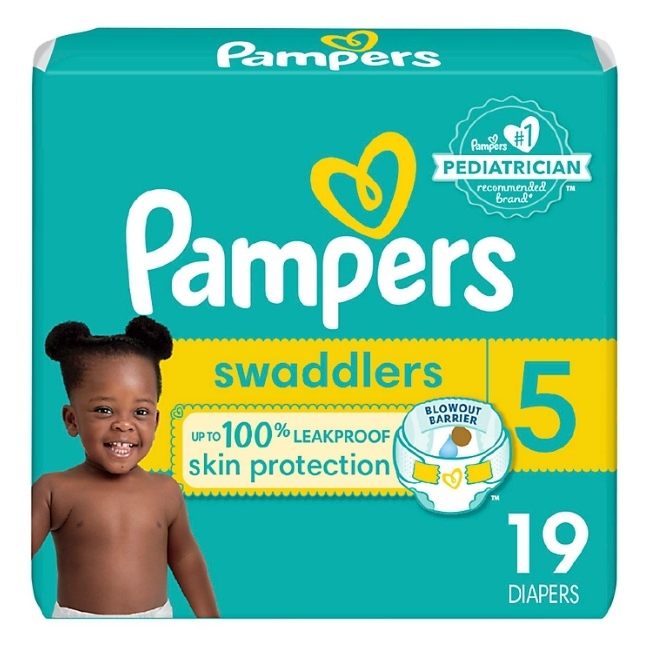 Pampers
Pampers #1
PEDIATRICIAN
recommended
brand*
™
Pampers
swaddlers
5
UP TO 100% LEAKPROOF
skin protection
BLOWOUT
BARRIER
™
19
DIAPERS